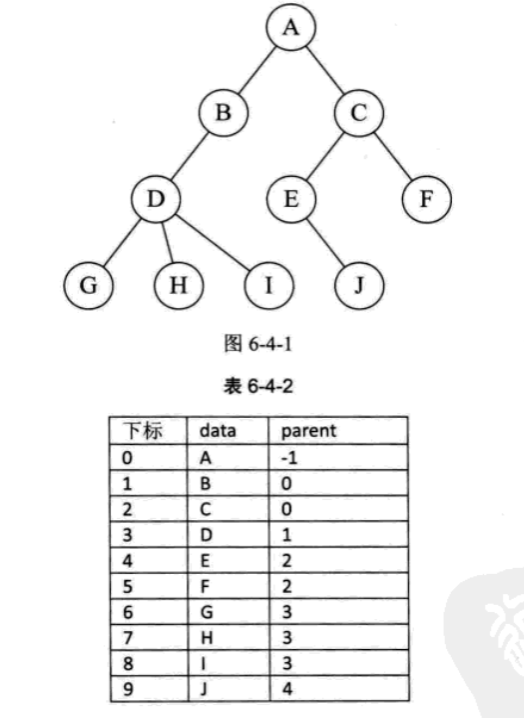 A
B C
D E F
G H I J
图 6-4-1
表 6-4-2
下标 data parent
0 A -1
1 B 0
2 C 0
3 D 1
4 E 2
5 F 2
6 G 3
7 H 3
8 I 3
9 J 4